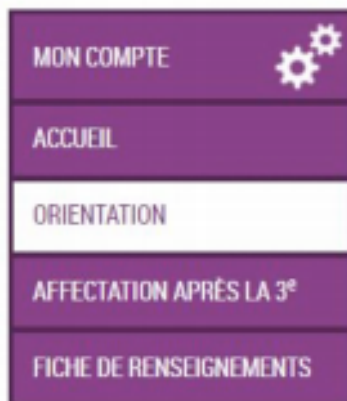 MON COMPTE
ACCUEIL
ORIENTATION
AFFECTATION APRÈS LA 3ᵉ
FICHE DE RENSEIGNEMENTS